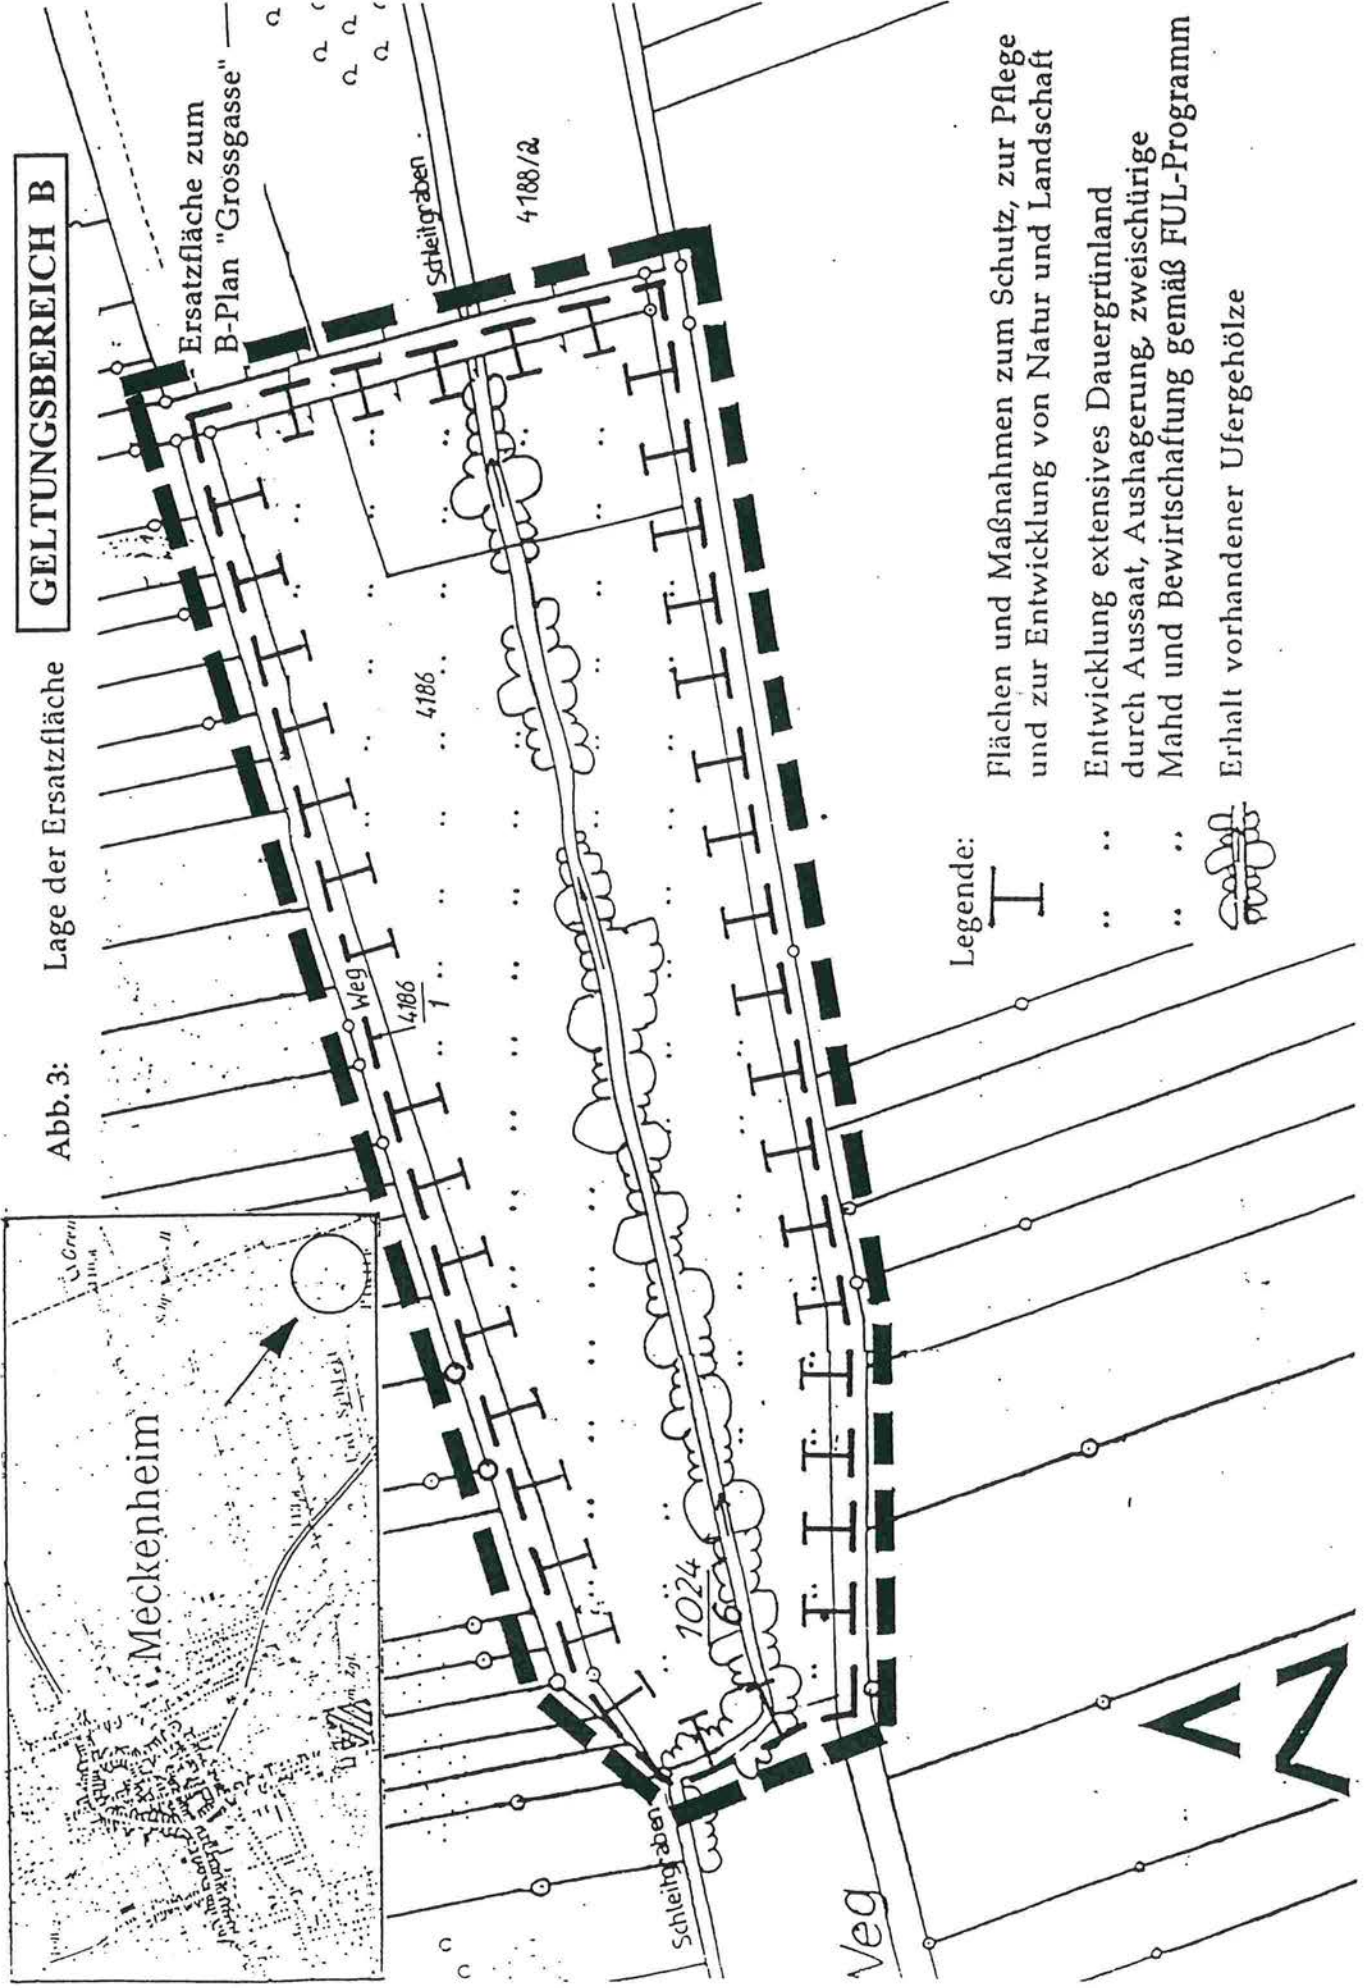 Abb. 3: Lage der Ersatzfläche
GELTUNGSBEREICH B
Meckenheim
Ersatzfläche zum
B-Plan "Grossgasse"
Schleitgraben
4188/2
4186
Weg
4186
1
1024
6
Schleitgraben
Weg
Legende:
Flächen und Maßnahmen zum Schutz, zur Pflege
und zur Entwicklung von Natur und Landschaft
Entwicklung extensives Dauergrünland
durch Aussaat, Aushagerung, zweischürige
Mahd und Bewirtschaftung gemäß FUL-Programm
Erhalt vorhandener Ufergehölze
N